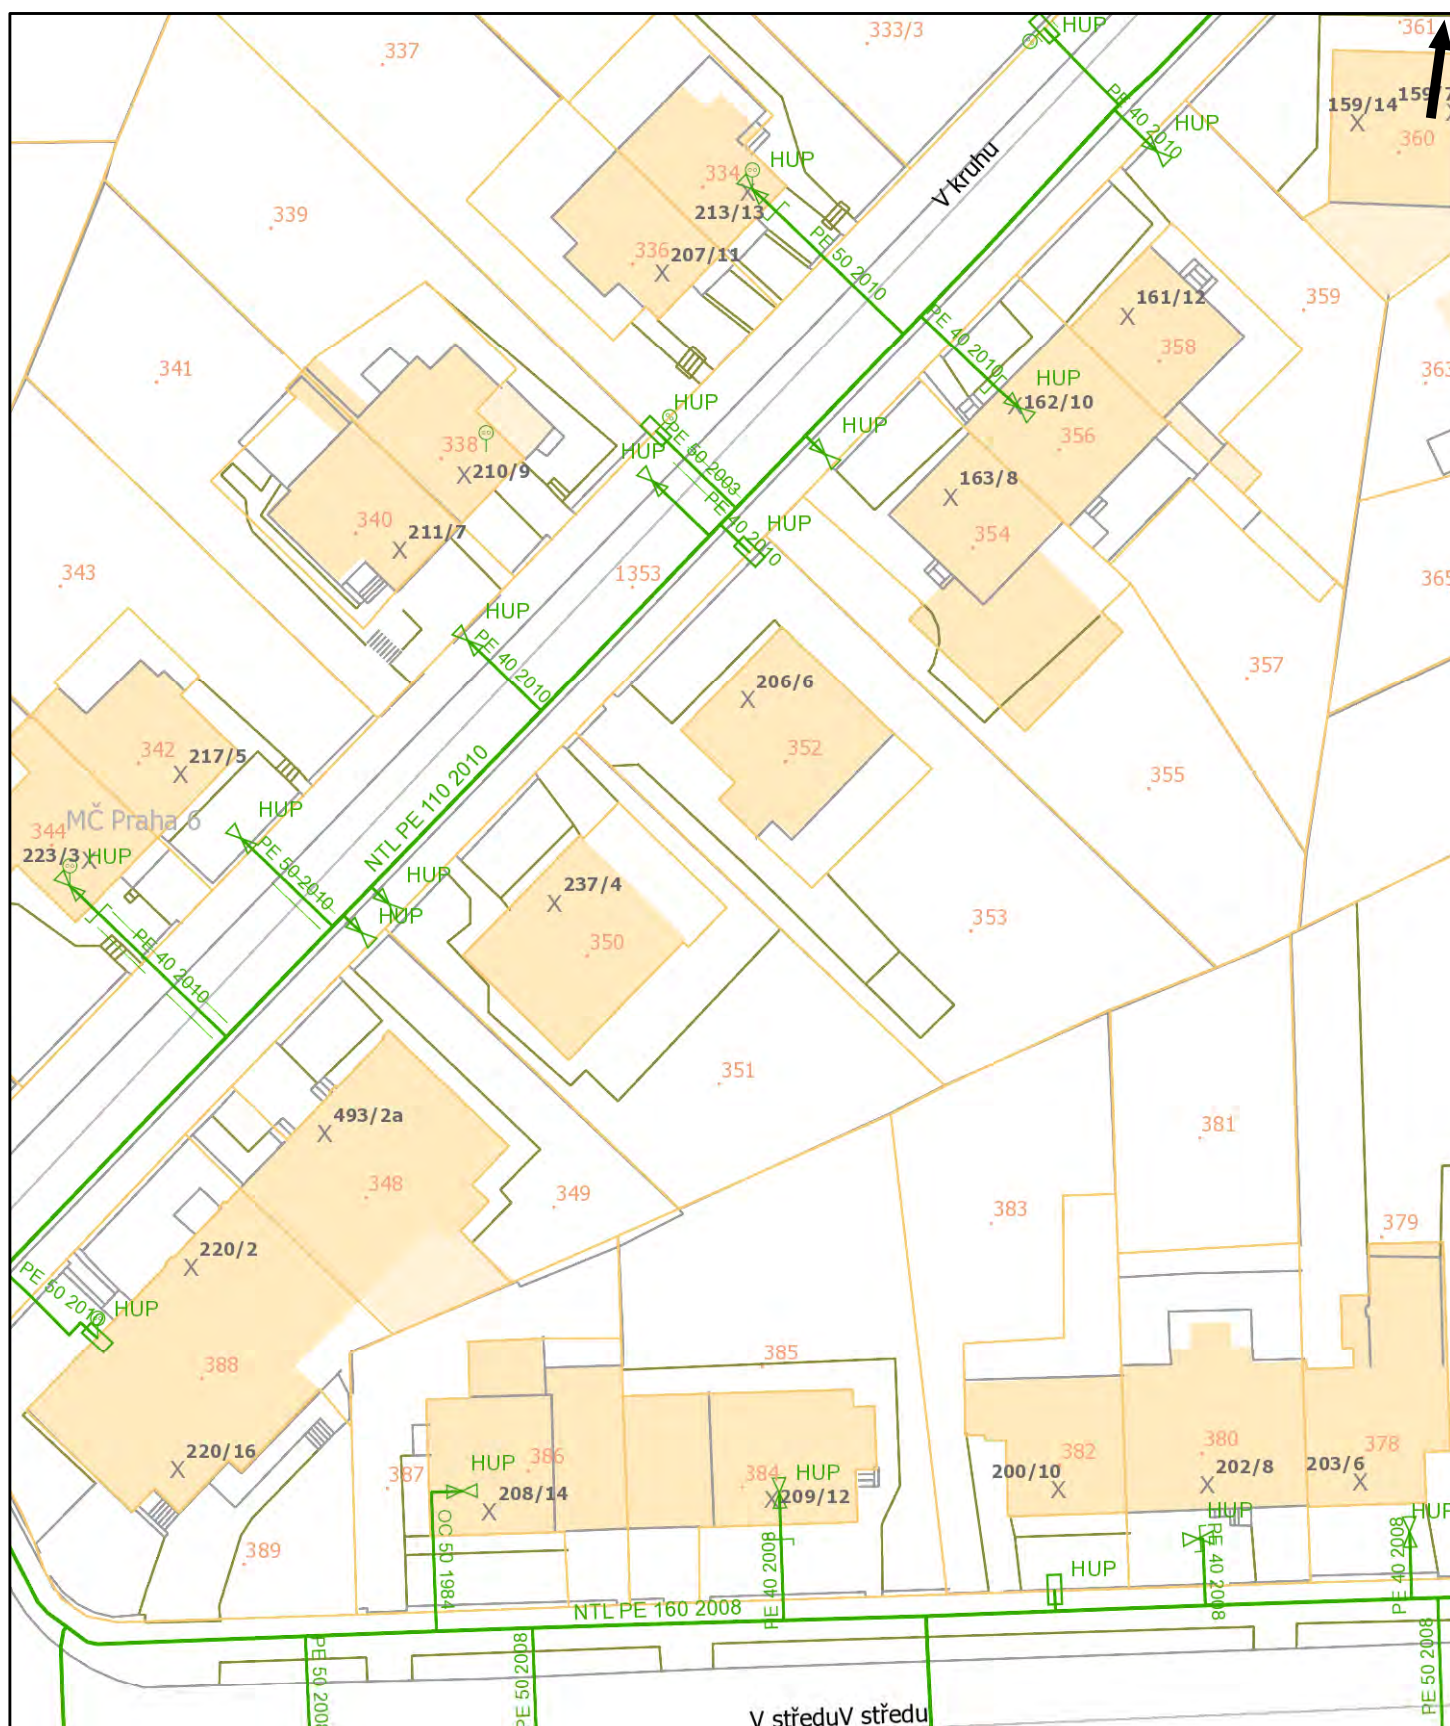 HUP
333/3
361
337
PE 40 2010
159/14
159/7
HUP
360
V kruhu
HUP
334
213/13
339
336
207/11
PE 50 2010
161/12
359
PE 40 2010
358
341
363
HUP
162/10
HUP
HUP
356
338
HUP
210/9
PE 50 2003
163/8
340
211/7
PE 40 2010
HUP
354
343
1353
365
HUP
PE 40 2010
357
206/6
352
342
217/5
355
NTL PE 110 2010
HUP
MČ Praha 6
344
223/3
HUP
PE 50 2010
HUP
237/4
HUP
353
350
PE 40 2010
351
493/2a
381
348
349
383
379
220/2
PE 50 2010
HUP
388
385
220/16
387
HUP
386
208/14
384
HUP
209/12
382
200/10
380
202/8
378
203/6
OC 50 1984
PE 40 2008
HUP
PE 40 2008
PE 40 2008
HUP
389
HUP
NTL PE 160 2008
PE 50 2008
PE 50 2008
PE 50 2008
V středuV středu